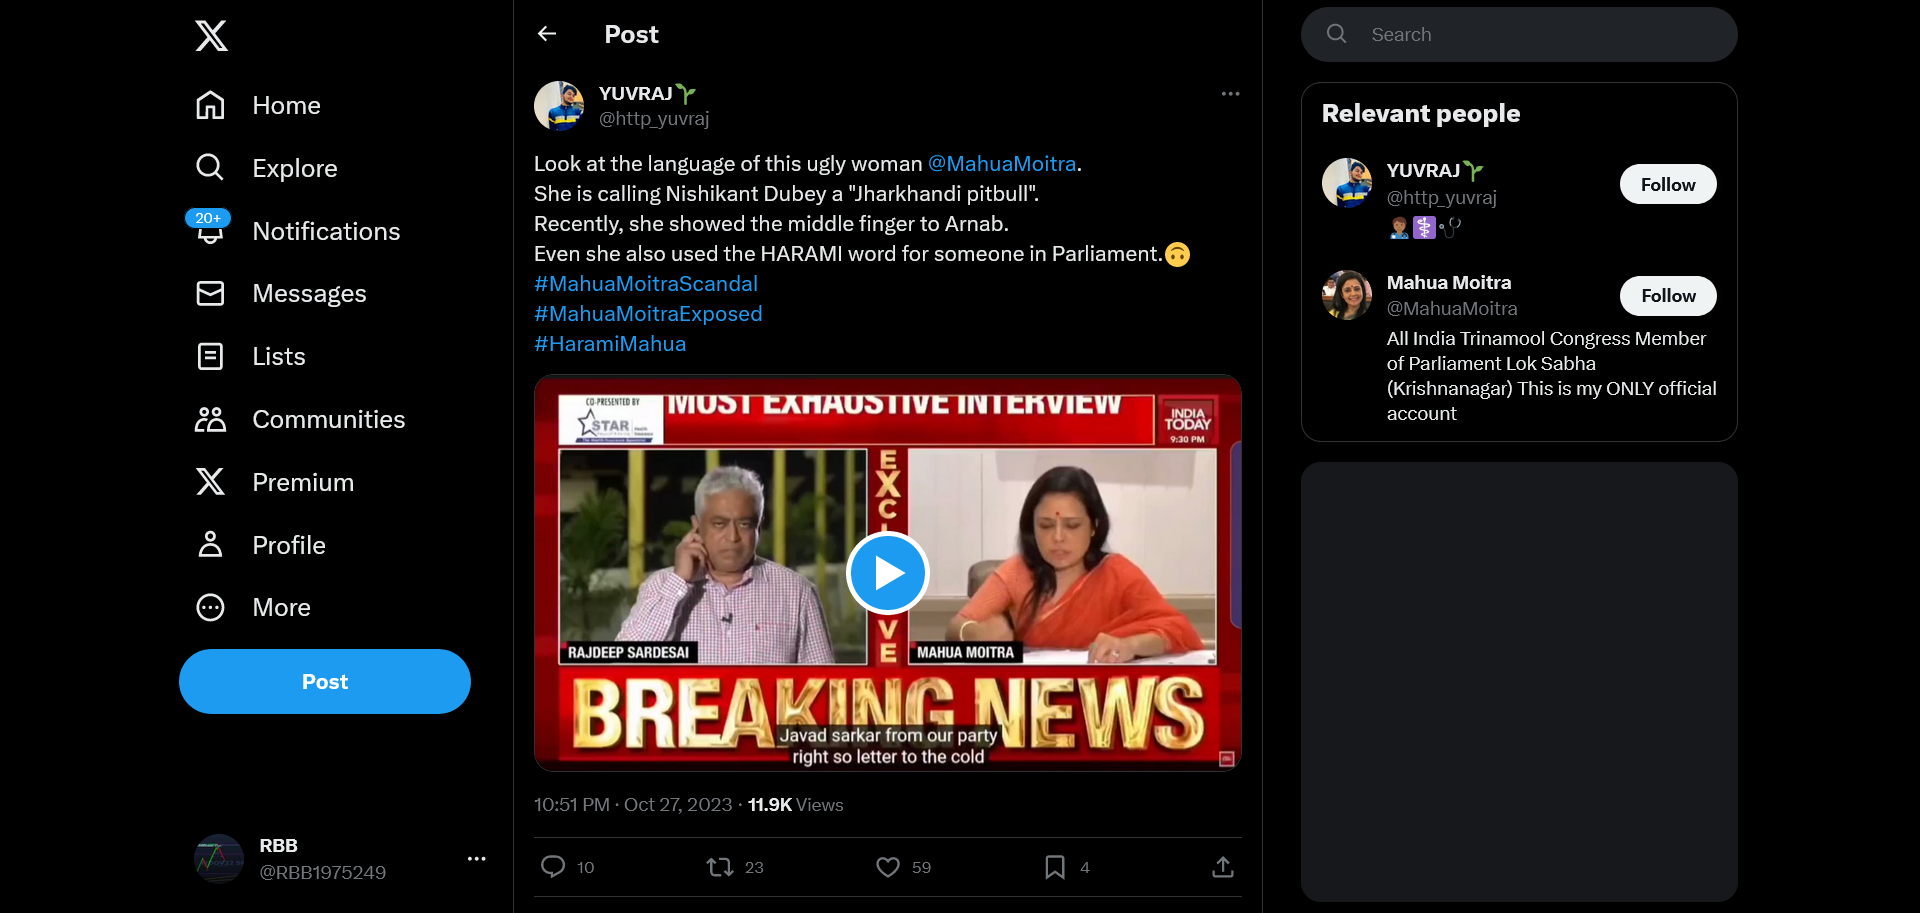 Home
Explore
20+
Notifications
Messages
Lists
Communities
Premium
Profile
More
Post
RBB
@RBB1975249
Post
YUVRAJ
@http_yuvraj
Look at the language of this ugly woman @MahuaMoitra.
She is calling Nishikant Dubey a "Jharkhandi pitbull".
Recently, she showed the middle finger to Arnab.
Even she also used the HARAMI word for someone in Parliament.🙃
#MahuaMoitraScandal
#MahuaMoitraExposed
#HaramiMahua
CO-PRESENTED BY
STAR
MOST EXHAUSTIVE INTERVIEW
INDIA
TODAY
9:30 PM
RAJDEEP SARDESAI
MAHUA MOITRA
BREAKING NEWS
Javad sarkar from our party
right so letter to the cold
10:51 PM · Oct 27, 2023 · 11.9K Views
10
23
59
4
Search
Relevant people
YUVRAJ
@http_yuvraj
Follow
Mahua Moitra
@MahuaMoitra
Follow
All India Trinamool Congress Member
of Parliament Lok Sabha
(Krishnanagar) This is my ONLY official
account